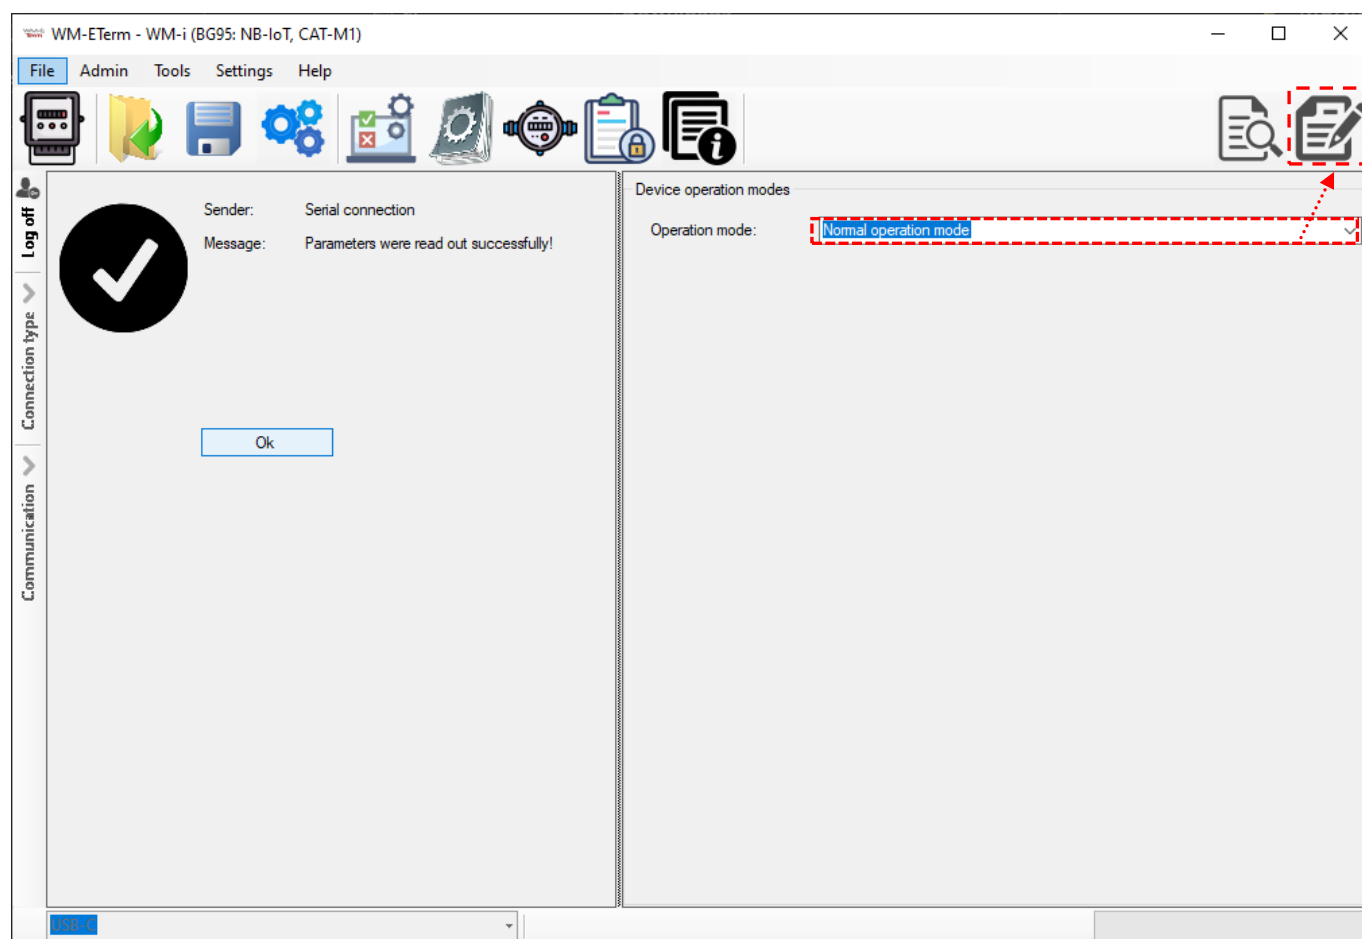 WM-ETerm - WM-i (BG95: NB-IoT, CAT-M1)
File Admin Tools Settings Help
Log off
Connection type
Communication
Sender: Serial connection
Message: Parameters were read out successfully!
Ok
Device operation modes
Operation mode: Normal operation mode
USB-C